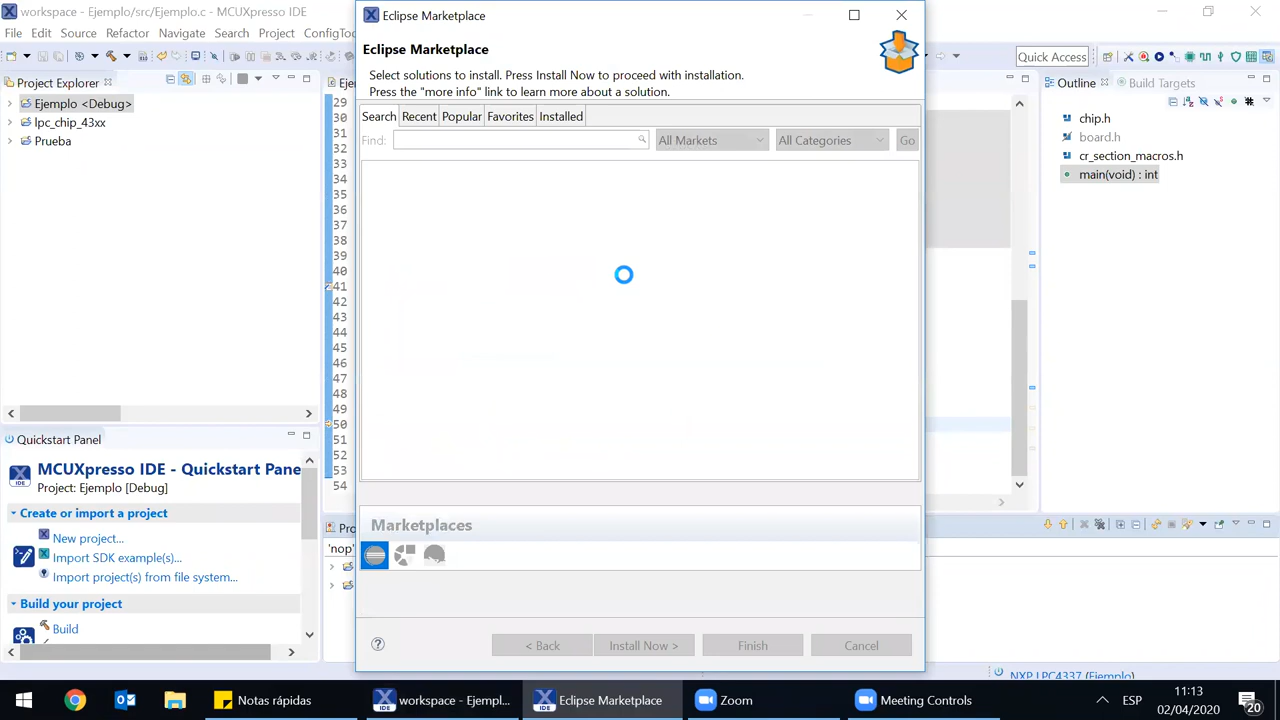 workspace - Ejemplo/src/Ejemplo.c - MCUXpresso IDE
File Edit Source Refactor Navigate Search Project ConfigToo
Quick Access
Project Explorer
Ejemplo <Debug>
lpc_chip_43xx
Prueba
Quickstart Panel
MCUXpresso IDE - Quickstart Pane
Project: Ejemplo [Debug]
Create or import a project
New project...
Import SDK example(s)...
Import project(s) from file system...
Build your project
Build
IDE
Eje
29
30
31
32
33
34
35
36
37
38
39
40
41
42
43
44
45
46
47
48
49
50
51
52
53
54
Pro
'nop'
Eclipse Marketplace
Eclipse Marketplace
Select solutions to install. Press Install Now to proceed with installation.
Press the "more info" link to learn more about a solution.
Search Recent Popular Favorites Installed
Find: All Markets All Categories Go
Marketplaces
< Back Install Now > Finish Cancel
Outline Build Targets
chip.h
board.h
cr_section_macros.h
main(void) : int
NXP LPC4337 (Ejemplo)
Notas rápidas
workspace - Ejempl...
Eclipse Marketplace
Zoom
Meeting Controls
ESP
11:13
02/04/2020
20